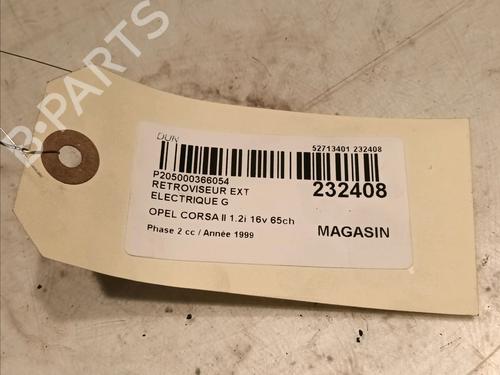 B-PARTS
DUR
52713401 232408
P205000366054
RETROVISEUR EXT
ELECTRIQUE G
232408
OPEL CORSA II 1.2i 16v 65ch
Phase 2 cc / Année 1999
MAGASIN